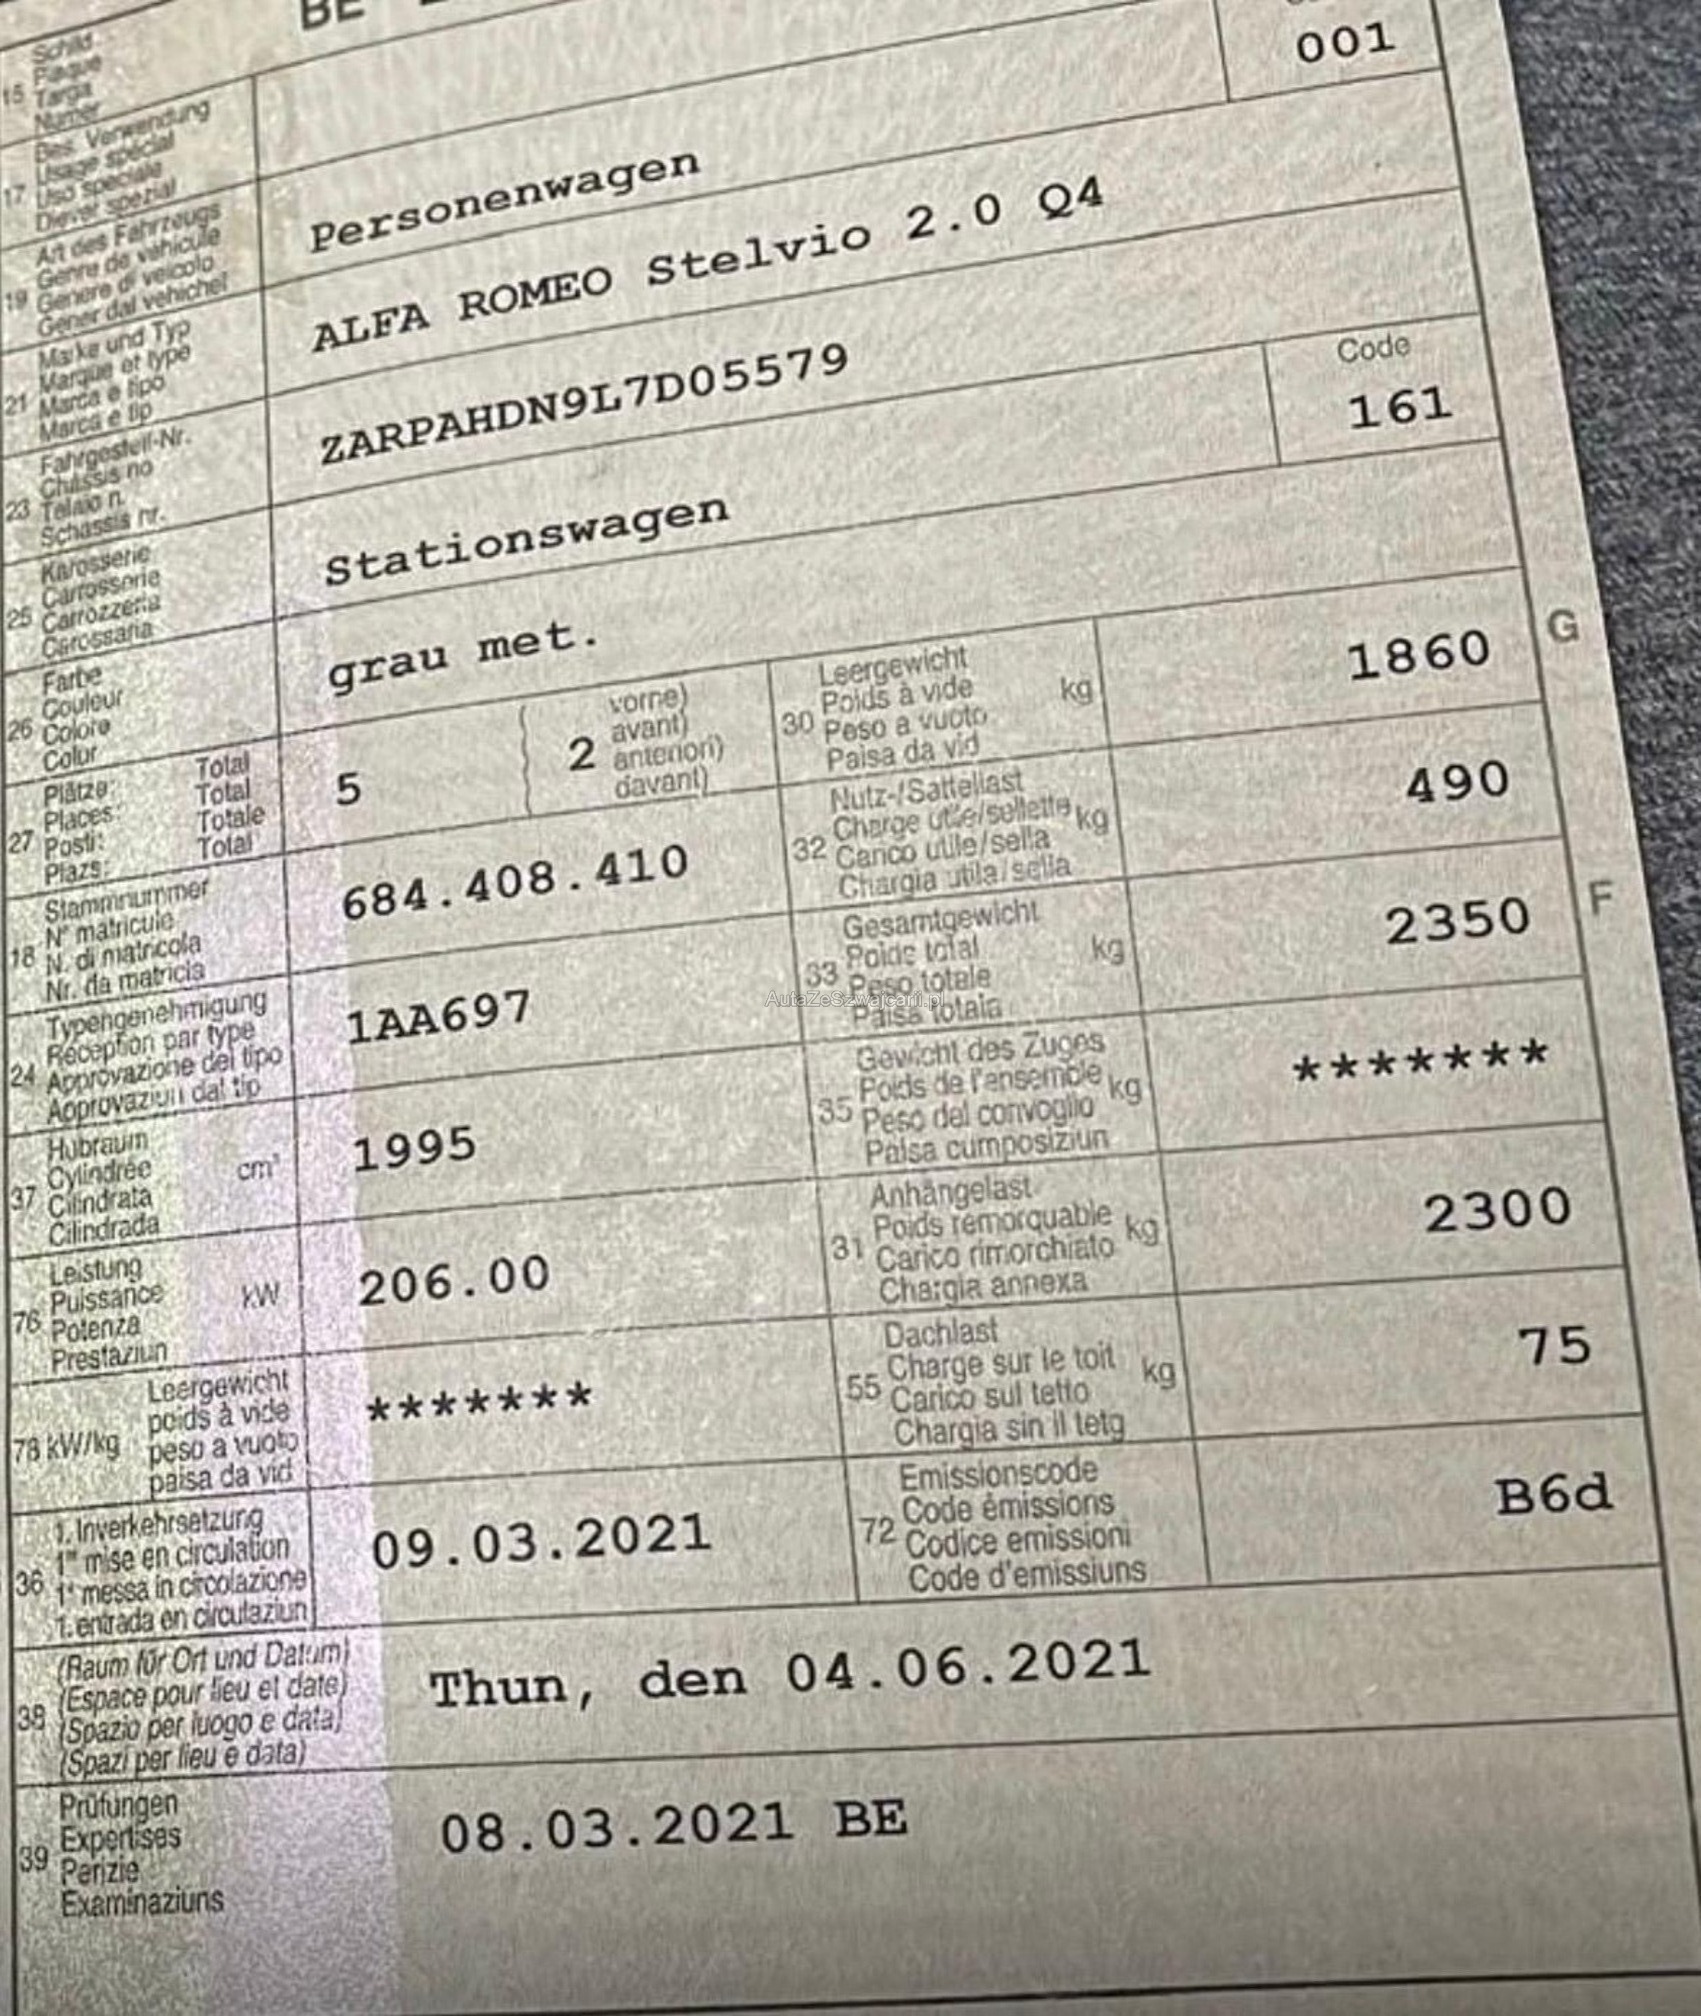 BE
15 Schild
Plaque
Targa
Numer
001
17 Bes. Verwendung
Usage spécial
Uso speciale
Diever spezial
19 Art des Fahrzeugs
Genre de véhicule
Genere di veicolo
Gener dal vehichel
Personenwagen
21 Marke und Typ
Marque et type
Marca e tipo
Marca e tip
ALFA ROMEO Stelvio 2.0 Q4
23 Fahrgestell-Nr.
Châssis no
Telaio n.
Schassis nr.
ZARPAHDN9L7D05579
25 Karosserie
Carrosserie
Carrozzeria
Carossaria
Stationswagen
Code
161
26 Farbe
Couleur
Colore
Colur
grau met.
27 Plätze: Total
Places: Total
Posti: Totale
Plazs: Total
5
2
vorne)
avant)
anteriori)
davant)
30 Leergewicht
Poids à vide kg
Peso a vuoto
Paisa da vid
1860 G
18 Stammnummer
N° matricule
N. di matricola
Nr. da matricla
684.408.410
32 Nutz-/Sattellast
Charge utile/sellette kg
Carico utile/sella
Chargia utila/sella
490
24 Typengenehmigung
Réception par type
Approvazione del tipo
Approvaziun dal tip
1AA697
33 Gesamtgewicht
Poids total kg
Peso totale
Paisa totala
2350 F
AutaZeSzwajcarii.pl
37 Hubraum
Cylindrée cm³
Cilindrata
Cilindrada
1995
35 Gewicht des Zuges
Poids de l'ensemble kg
Peso del convoglio
Paisa cumposiziun
*******
76 Leistung
Puissance kW
Potenza
Prestaziun
206.00
31 Anhängelast
Poids remorquable kg
Carico rimorchiato
Chargia annexa
2300
78 kW/kg Leergewicht
poids à vide
peso a vuoto
paisa da vid
*******
55 Dachlast
Charge sur le toit kg
Carico sul tetto
Chargia sin il tetg
75
36 1. Inverkehrsetzung
1re mise en circulation
1a messa in circolazione
1. entrada en circulaziun
09.03.2021
72 Emissionscode
Code émissions
Codice emissioni
Code d'emissiuns
B6d
38 (Raum für Ort und Datum)
(Espace pour lieu et date)
(Spazio per luogo e data)
(Spazi per lieu e data)
Thun, den 04.06.2021
39 Prüfungen
Expertises
Perizie
Examinaziuns
08.03.2021 BE